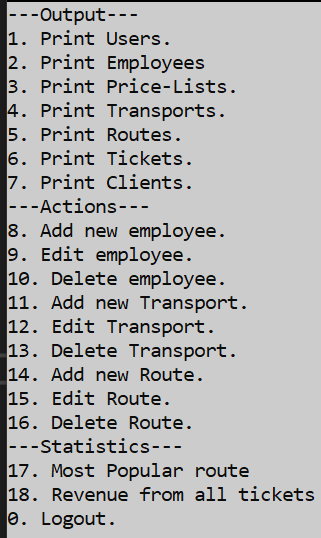 ---Output---
1. Print Users.
2. Print Employees
3. Print Price-Lists.
4. Print Transports.
5. Print Routes.
6. Print Tickets.
7. Print Clients.
---Actions---
8. Add new employee.
9. Edit employee.
10. Delete employee.
11. Add new Transport.
12. Edit Transport.
13. Delete Transport.
14. Add new Route.
15. Edit Route.
16. Delete Route.
---Statistics---
17. Most Popular route
18. Revenue from all tickets
0. Logout.